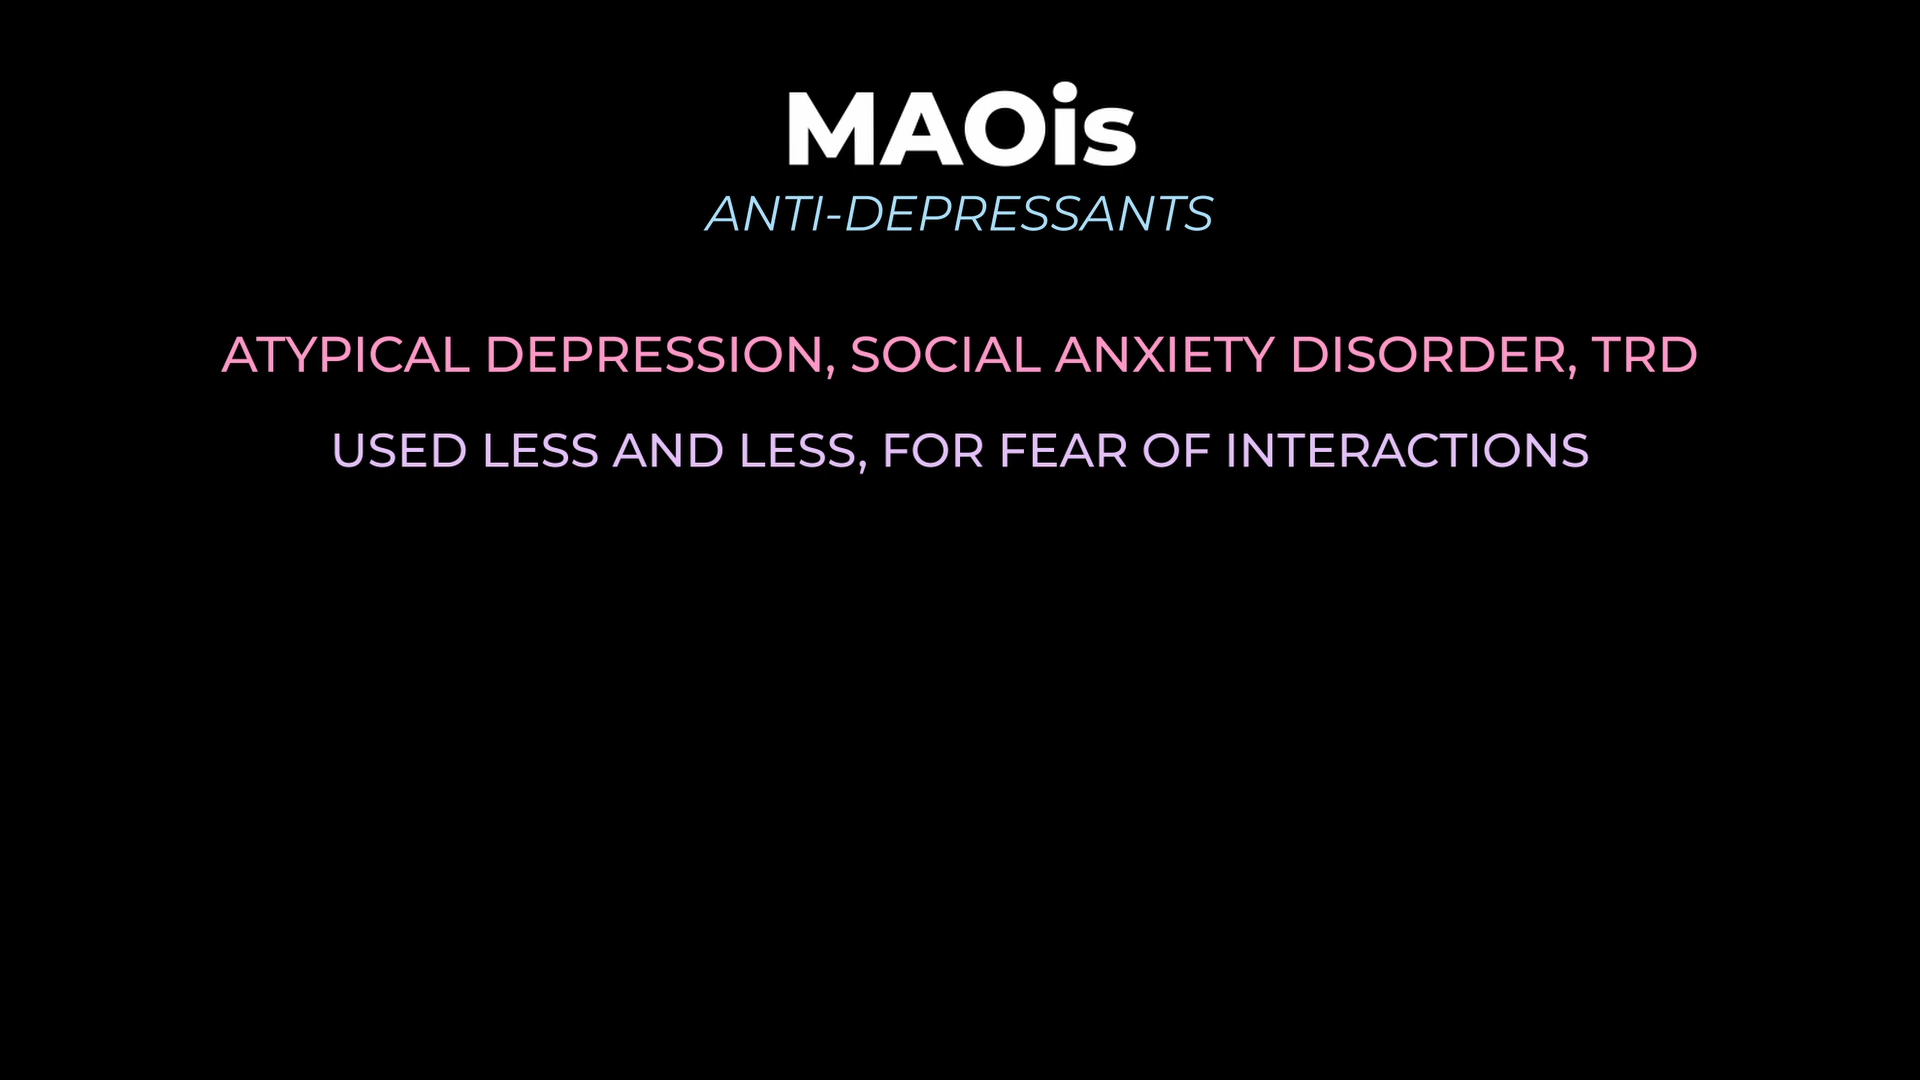 MAOis
ANTI-DEPRESSANTS
ATYPICAL DEPRESSION, SOCIAL ANXIETY DISORDER, TRD
USED LESS AND LESS, FOR FEAR OF INTERACTIONS